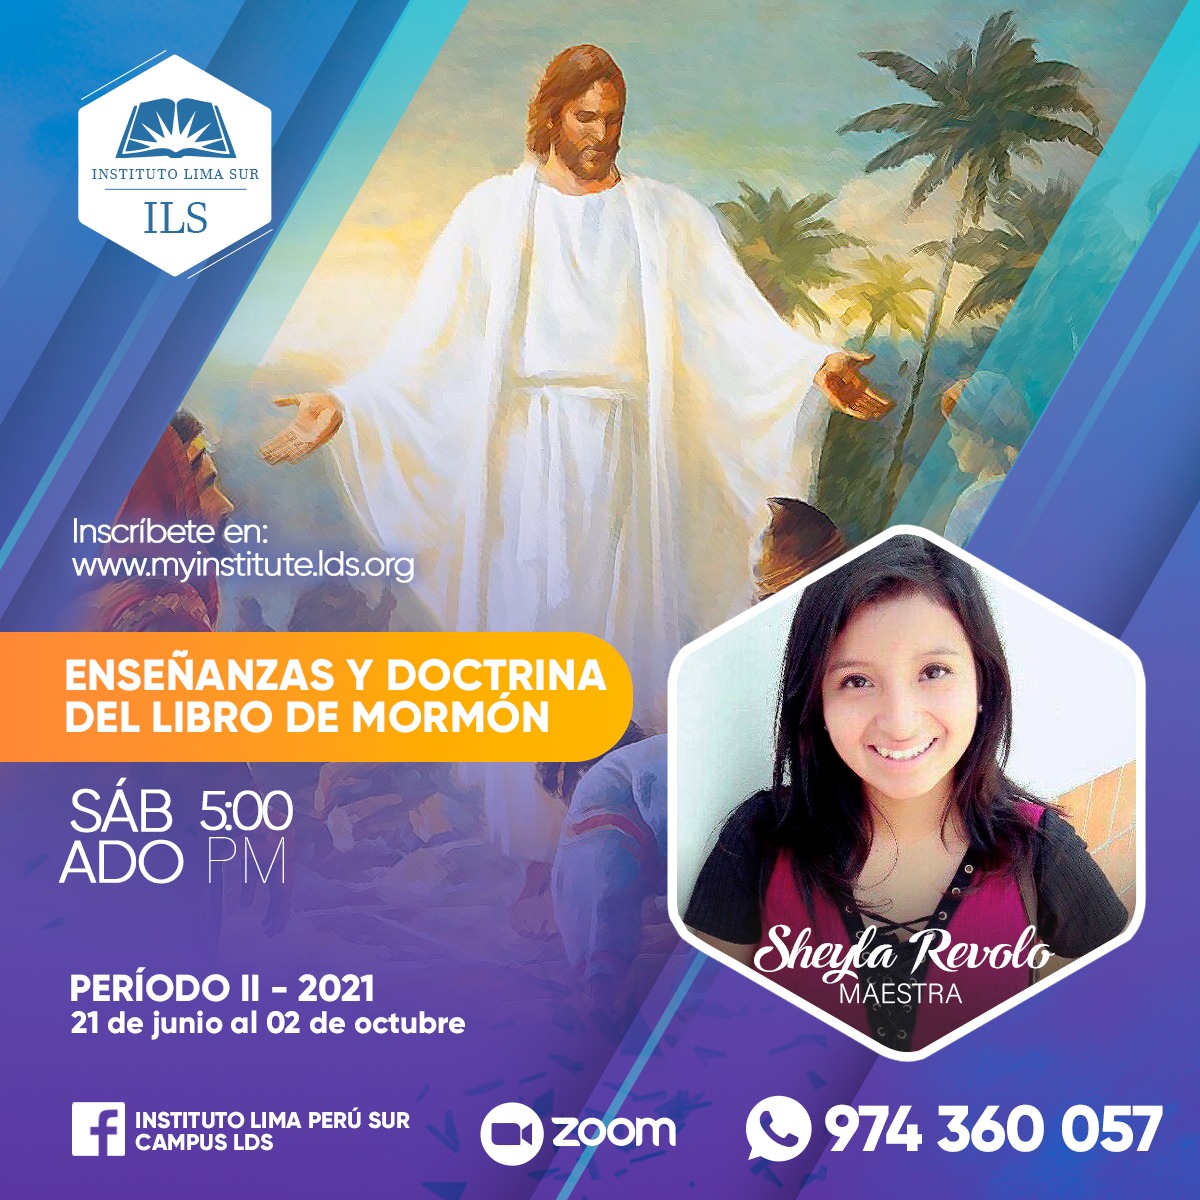 INSTITUTO LIMA SUR
ILS
Inscríbete en:
www.myinstitute.lds.org
ENSEÑANZAS Y DOCTRINA
DEL LIBRO DE MORMÓN
SÁB 5:00
ADO PM
Sheyla Revolo
MAESTRA
PERÍODO II - 2021
21 de junio al 02 de octubre
INSTITUTO LIMA PERÚ SUR
CAMPUS LDS
zoom
974 360 057